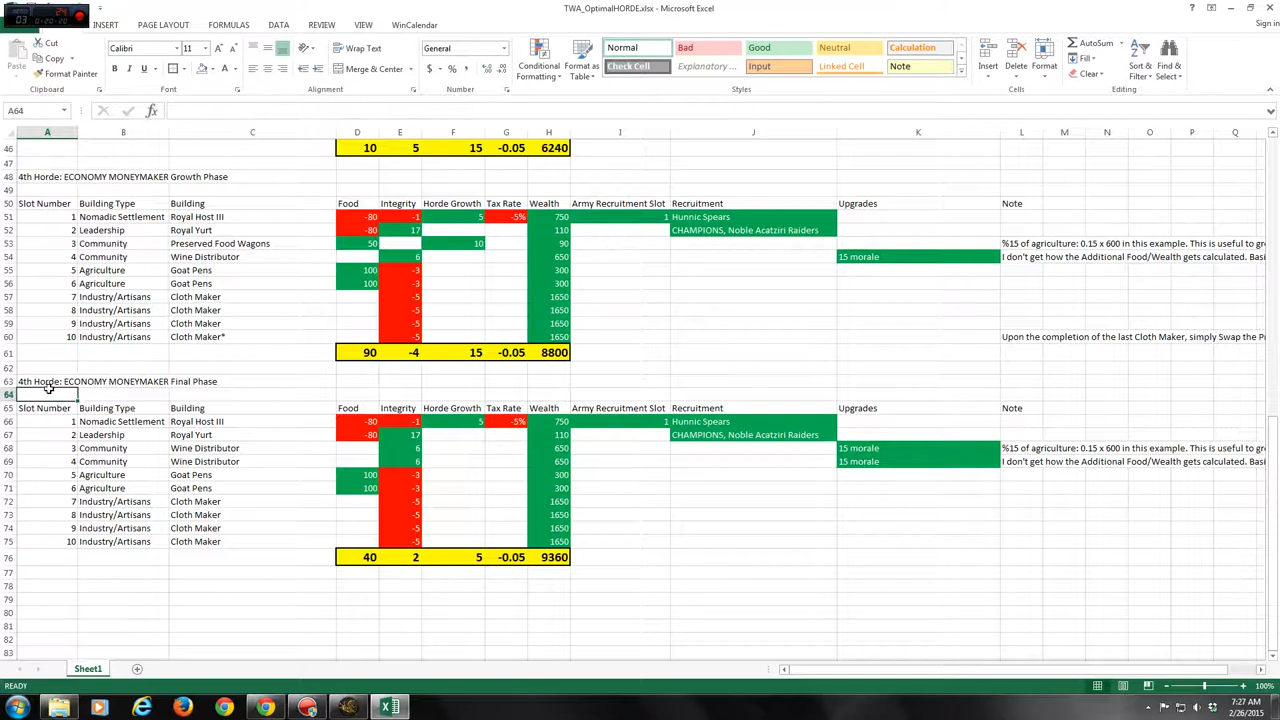 TWA_OptimalHORDE.xlsx - Microsoft Excel
Sign in
INSERT PAGE LAYOUT FORMULAS DATA REVIEW VIEW WinCalendar
Paste Cut Copy Format Painter
Calibri 11 Wrap Text Merge & Center
General $ % ,
Conditional Formatting Format as Table
Normal Bad Good Neutral Calculation
Check Cell Explanatory ... Input Linked Cell Note
Insert Delete Format
AutoSum Fill Clear Sort & Filter Find & Select
Clipboard Font Alignment Number Styles Cells Editing
A64
A B C D E F G H I J K L M N O P Q
46 10 5 15 -0.05 6240
47
48 4th Horde: ECONOMY MONEYMAKER Growth Phase
49
50 Slot Number Building Type Building Food Integrity Horde Growth Tax Rate Wealth Army Recruitment Slot Recruitment Upgrades Note
51 1 Nomadic Settlement Royal Host III -80 -1 5 -5% 750 1 Hunnic Spears
52 2 Leadership Royal Yurt -80 17 110 CHAMPIONS, Noble Acatziri Raiders
53 3 Community Preserved Food Wagons 50 10 90 %15 of agriculture: 0.15 x 600 in this example. This is useful to gr
54 4 Community Wine Distributor 6 650 15 morale I don't get how the Additional Food/Wealth gets calculated. Basi
55 5 Agriculture Goat Pens 100 -3 300
56 6 Agriculture Goat Pens 100 -3 300
57 7 Industry/Artisans Cloth Maker -5 1650
58 8 Industry/Artisans Cloth Maker -5 1650
59 9 Industry/Artisans Cloth Maker -5 1650
60 10 Industry/Artisans Cloth Maker* -5 1650 Upon the completion of the last Cloth Maker, simply Swap the Pr
61 90 -4 15 -0.05 8800
62
63 4th Horde: ECONOMY MONEYMAKER Final Phase
64
65 Slot Number Building Type Building Food Integrity Horde Growth Tax Rate Wealth Army Recruitment Slot Recruitment Upgrades Note
66 1 Nomadic Settlement Royal Host III -80 -1 5 -5% 750 1 Hunnic Spears
67 2 Leadership Royal Yurt -80 17 110 CHAMPIONS, Noble Acatziri Raiders
68 3 Community Wine Distributor 6 650 15 morale %15 of agriculture: 0.15 x 600 in this example. This is useful to gr
69 4 Community Wine Distributor 6 650 15 morale I don't get how the Additional Food/Wealth gets calculated. Basi
70 5 Agriculture Goat Pens 100 -3 300
71 6 Agriculture Goat Pens 100 -3 300
72 7 Industry/Artisans Cloth Maker -5 1650
73 8 Industry/Artisans Cloth Maker -5 1650
74 9 Industry/Artisans Cloth Maker -5 1650
75 10 Industry/Artisans Cloth Maker -5 1650
76 40 2 5 -0.05 9360
77
78
79
80
81
82
83
Sheet1
READY 100%
7:27 AM
2/26/2015